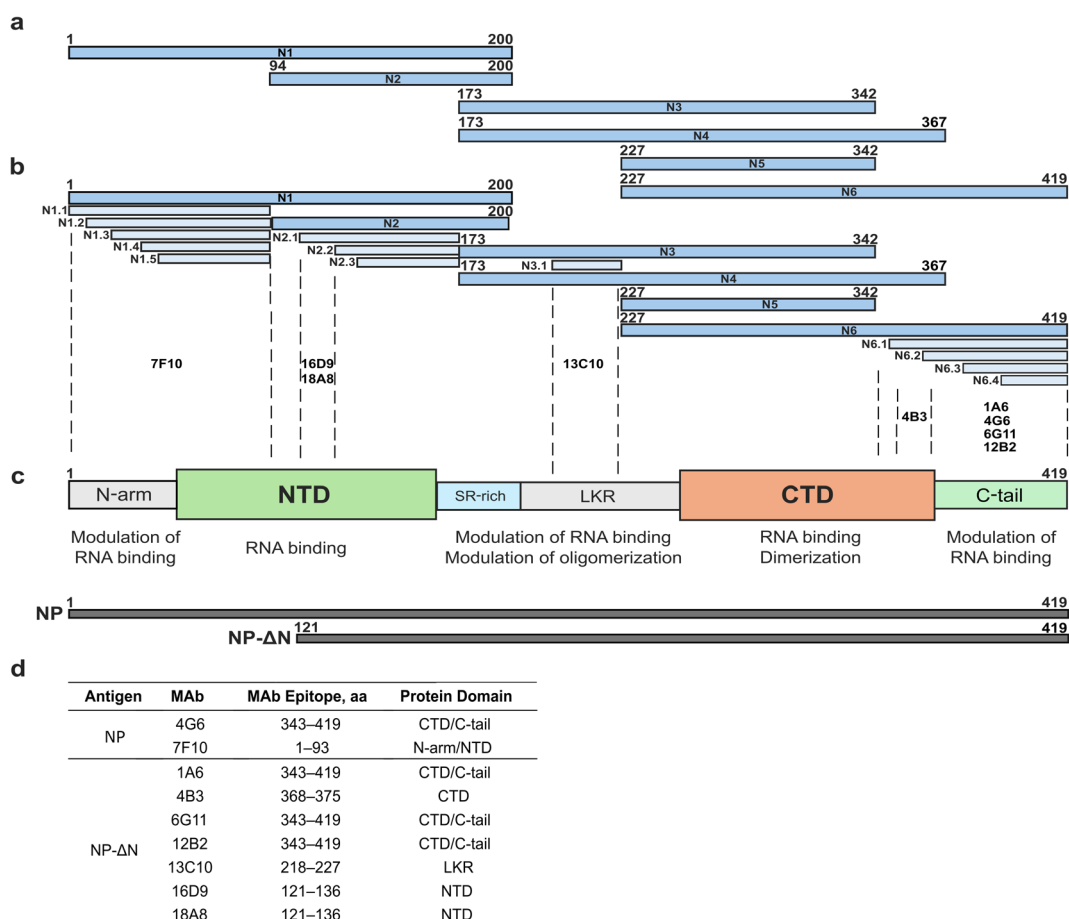 a
1 200
N1
94 200
N2
173 342
N3
173 367
N4
227 342
N5
227 419
N6
b
1 200
N1
N1.1
N1.2 N2 200
N1.3 N2.1
N1.4 N2.2 173 N3 342
N1.5 N2.3 N3.1
173 N4 367
227 N5 342
227 N6 419
N6.1
N6.2
N6.3
N6.4
7F10
16D9
18A8
13C10
4B3
1A6
4G6
6G11
12B2
c
1 419
N-arm NTD SR-rich LKR CTD C-tail
Modulation of
RNA binding
RNA binding
Modulation of RNA binding
Modulation of oligomerization
RNA binding
Dimerization
Modulation of
RNA binding
1 419
NP
121 419
NP-ΔN
d
Antigen MAb MAb Epitope, aa Protein Domain
NP
4G6 343–419 CTD/C-tail
7F10 1–93 N-arm/NTD
NP-ΔN
1A6 343–419 CTD/C-tail
4B3 368–375 CTD
6G11 343–419 CTD/C-tail
12B2 343–419 CTD/C-tail
13C10 218–227 LKR
16D9 121–136 NTD
18A8 121–136 NTD